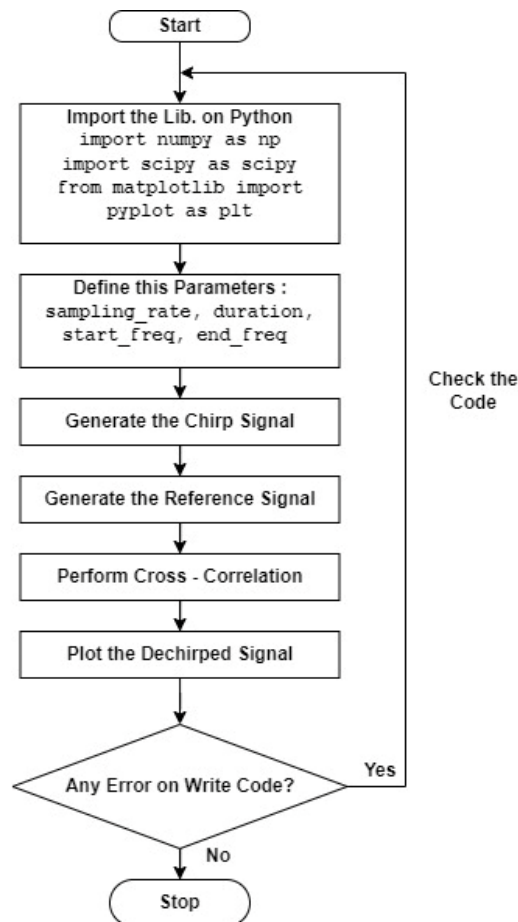 Start
Import the Lib. on Python
import numpy as np
import scipy as scipy
from matplotlib import
pyplot as plt
Define this Parameters :
sampling_rate, duration,
start_freq, end_freq
Check the
Code
Generate the Chirp Signal
Generate the Reference Signal
Perform Cross - Correlation
Plot the Dechirped Signal
Any Error on Write Code?
Yes
No
Stop